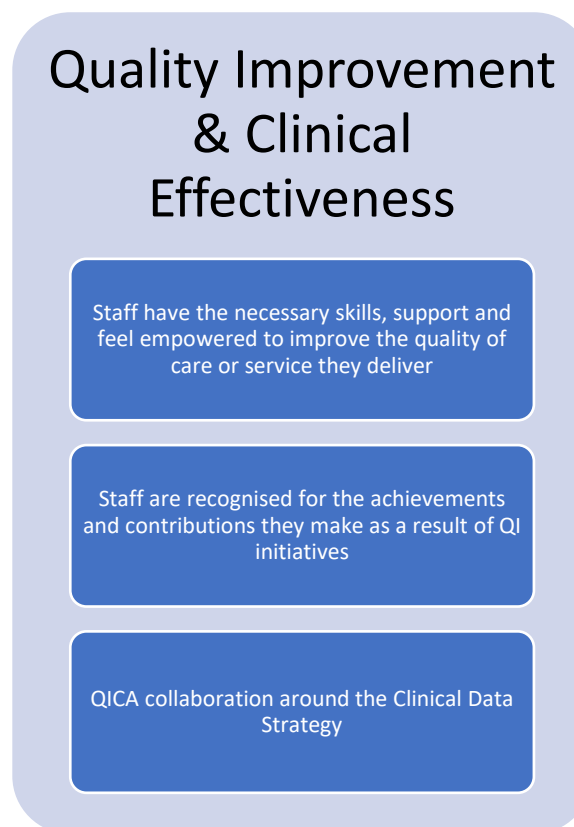 Quality Improvement
& Clinical
Effectiveness
Staff have the necessary skills, support and
feel empowered to improve the quality of
care or service they deliver
Staff are recognised for the achievements
and contributions they make as a result of QI
initiatives
QICA collaboration around the Clinical Data
Strategy